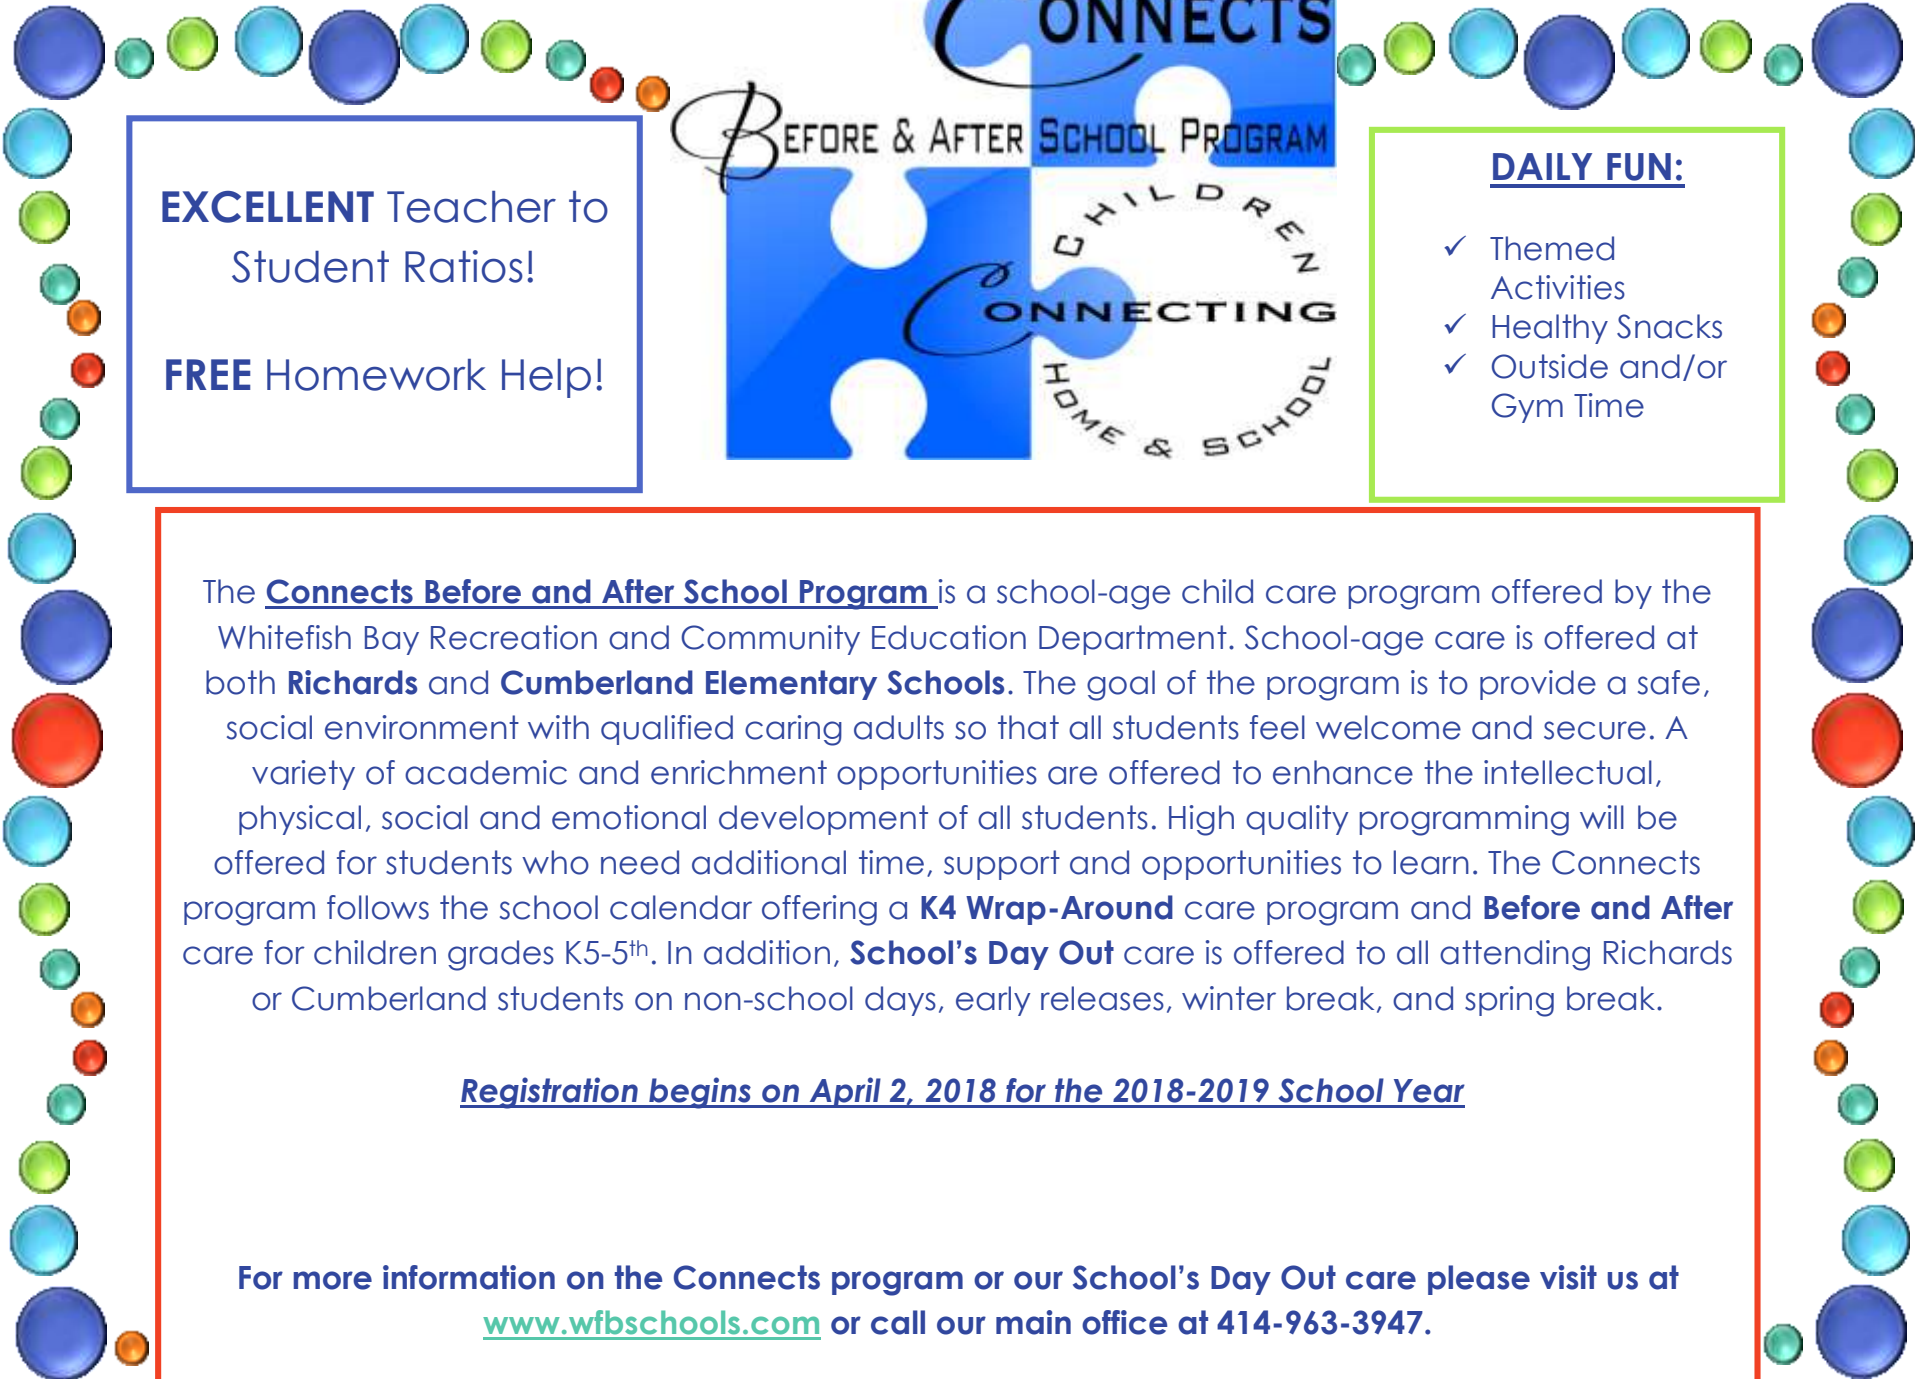 CONNECTS
BEFORE & AFTER SCHOOL PROGRAM
CHILDREN
CONNECTING
HOME & SCHOOL
EXCELLENT Teacher to
Student Ratios!
FREE Homework Help!
DAILY FUN:
✓ Themed
Activities
✓ Healthy Snacks
✓ Outside and/or
Gym Time
The Connects Before and After School Program is a school-age child care program offered by the
Whitefish Bay Recreation and Community Education Department. School-age care is offered at
both Richards and Cumberland Elementary Schools. The goal of the program is to provide a safe,
social environment with qualified caring adults so that all students feel welcome and secure. A
variety of academic and enrichment opportunities are offered to enhance the intellectual,
physical, social and emotional development of all students. High quality programming will be
offered for students who need additional time, support and opportunities to learn. The Connects
program follows the school calendar offering a K4 Wrap-Around care program and Before and After
care for children grades K5-5th. In addition, School’s Day Out care is offered to all attending Richards
or Cumberland students on non-school days, early releases, winter break, and spring break.
Registration begins on April 2, 2018 for the 2018-2019 School Year
For more information on the Connects program or our School’s Day Out care please visit us at
www.wfbschools.com or call our main office at 414-963-3947.